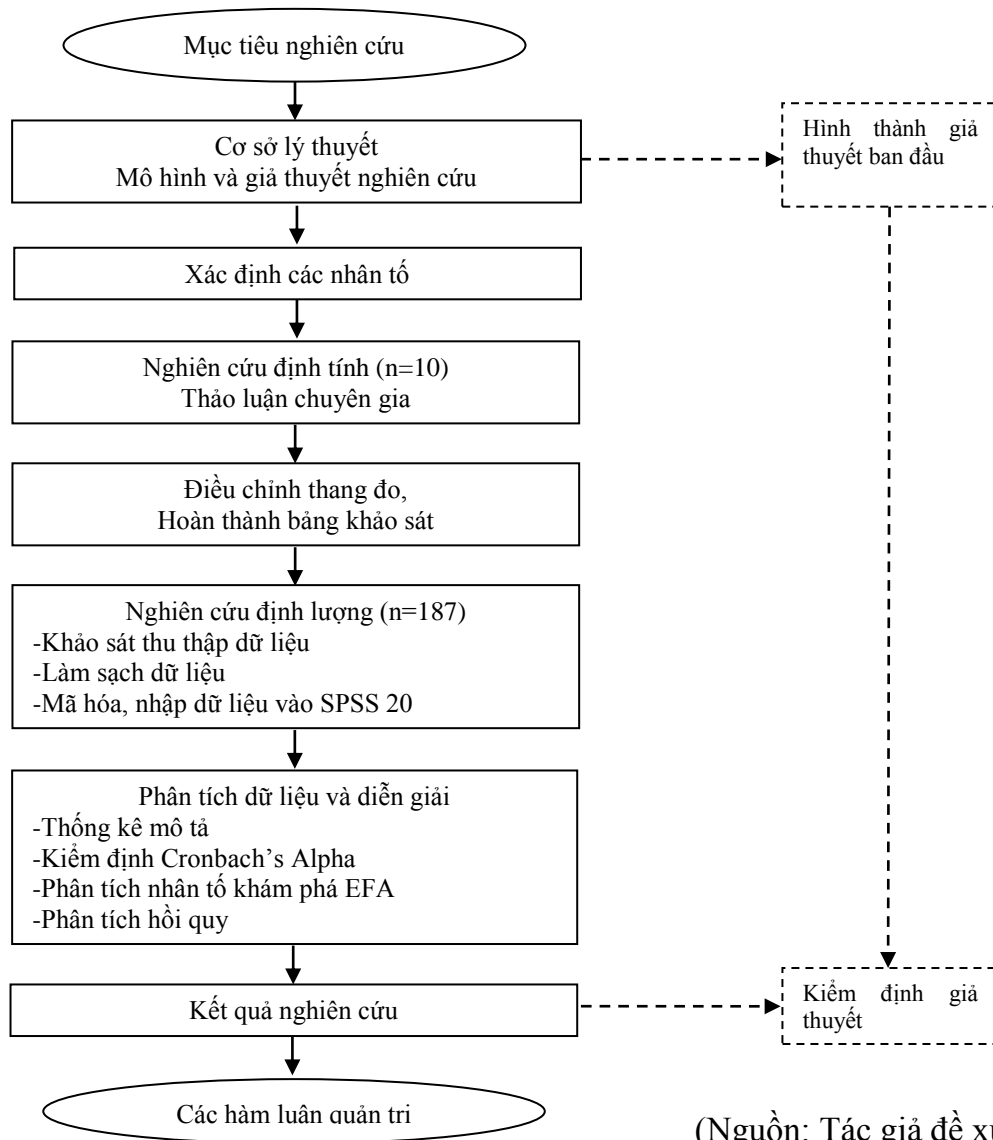 Mục tiêu nghiên cứu
Cơ sở lý thuyết
Mô hình và giả thuyết nghiên cứu
Hình thành giả
thuyết ban đầu
Xác định các nhân tố
Nghiên cứu định tính (n=10)
Thảo luận chuyên gia
Điều chỉnh thang đo,
Hoàn thành bảng khảo sát
Nghiên cứu định lượng (n=187)
-Khảo sát thu thập dữ liệu
-Làm sạch dữ liệu
-Mã hóa, nhập dữ liệu vào SPSS 20
Phân tích dữ liệu và diễn giải
-Thống kê mô tả
-Kiểm định Cronbach’s Alpha
-Phân tích nhân tố khám phá EFA
-Phân tích hồi quy
Kết quả nghiên cứu
Kiểm định giả
thuyết
Các hàm luận quản trị
(Nguồn: Tác giả đề